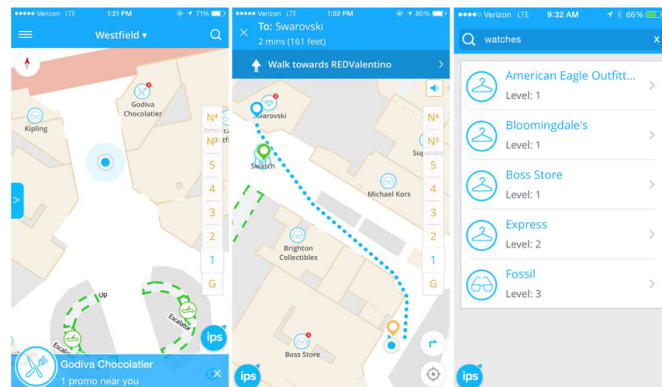 Verizon LTE 1:21 PM 71%
Westfield
Godiva
Chocolatier
Kipling
N4
N3
5
4
3
2
1
G
Up
Escalator
ips
Godiva Chocolatier
1 promo near you
X
Verizon LTE 1:02 PM 80%
To: Swarovski
2 mins (161 feet)
Walk towards REDValentino
Swarovski
Swatch
Michael Kors
Brighton
Collectibles
Boss Store
N4
N3
5
4
3
2
1
G
ips
Verizon LTE 9:32 AM 66%
watches x
American Eagle Outfitt...
Level: 1
Bloomingdale's
Level: 1
Boss Store
Level: 1
Express
Level: 2
Fossil
Level: 3
ips